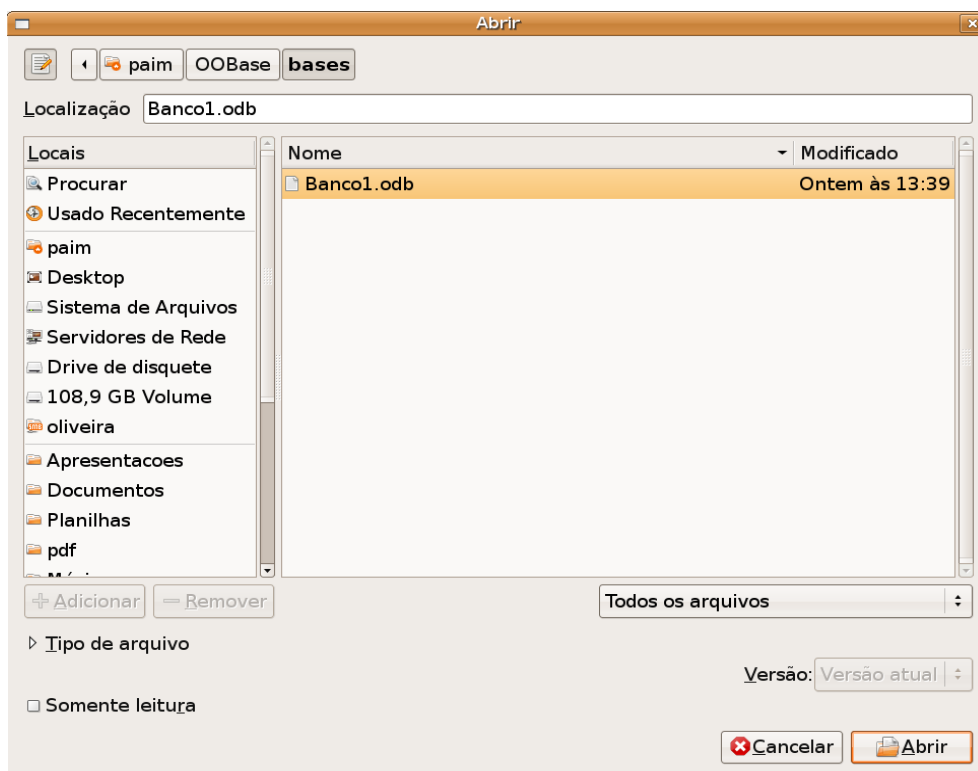 Abrir
paim OOBase bases
Localização Banco1.odb
Locais
Procurar
Usado Recentemente
paim
Desktop
Sistema de Arquivos
Servidores de Rede
Drive de disquete
108,9 GB Volume
oliveira
Apresentacoes
Documentos
Planilhas
pdf
Nome Modificado
Banco1.odb Ontem às 13:39
Adicionar Remover
Todos os arquivos
Tipo de arquivo
Versão: Versão atual
Somente leitura
Cancelar Abrir